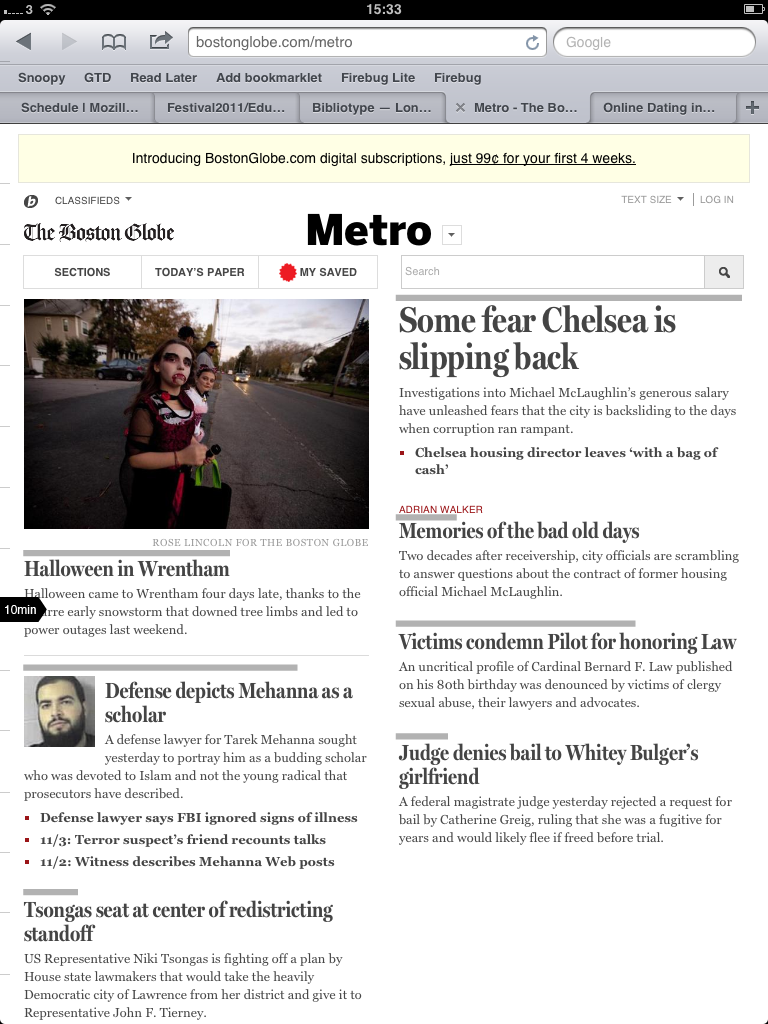 3
15:33
bostonglobe.com/metro
Google
Snoopy GTD Read Later Add bookmarklet Firebug Lite Firebug
Schedule | Mozill...
Festival2011/Edu...
Bibliotype — Lon...
Metro - The Bo...
Online Dating in...
Introducing BostonGlobe.com digital subscriptions, just 99¢ for your first 4 weeks.
b CLASSIFIEDS
TEXT SIZE LOG IN
The Boston Globe
Metro
SECTIONS TODAY'S PAPER MY SAVED
Search
ROSE LINCOLN FOR THE BOSTON GLOBE
Halloween in Wrentham
Halloween came to Wrentham four days late, thanks to the
10min
early snowstorm that downed tree limbs and led to
power outages last weekend.
Defense depicts Mehanna as a
scholar
A defense lawyer for Tarek Mehanna sought
yesterday to portray him as a budding scholar
who was devoted to Islam and not the young radical that
prosecutors have described.
Defense lawyer says FBI ignored signs of illness
11/3: Terror suspect's friend recounts talks
11/2: Witness describes Mehanna Web posts
Tsongas seat at center of redistricting
standoff
US Representative Niki Tsongas is fighting off a plan by
House state lawmakers that would take the heavily
Democratic city of Lawrence from her district and give it to
Representative John F. Tierney.
Some fear Chelsea is
slipping back
Investigations into Michael McLaughlin's generous salary
have unleashed fears that the city is backsliding to the days
when corruption ran rampant.
Chelsea housing director leaves ‘with a bag of
cash’
ADRIAN WALKER
Memories of the bad old days
Two decades after receivership, city officials are scrambling
to answer questions about the contract of former housing
official Michael McLaughlin.
Victims condemn Pilot for honoring Law
An uncritical profile of Cardinal Bernard F. Law published
on his 80th birthday was denounced by victims of clergy
sexual abuse, their lawyers and advocates.
Judge denies bail to Whitey Bulger’s
girlfriend
A federal magistrate judge yesterday rejected a request for
bail by Catherine Greig, ruling that she was a fugitive for
years and would likely flee if freed before trial.